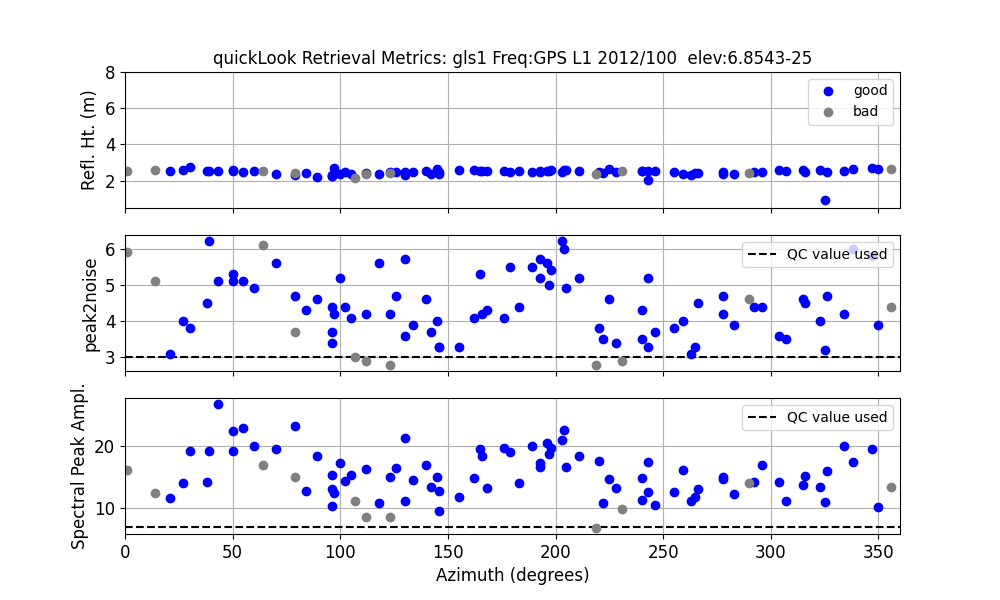 quickLook Retrieval Metrics: gls1 Freq:GPS L1 2012/100  elev:6.8543-25
Refl. Ht. (m)
8
6
4
2
good
bad
peak2noise
6
5
4
3
QC value used
Spectral Peak Ampl.
20
10
QC value used
0 50 100 150 200 250 300 350
Azimuth (degrees)